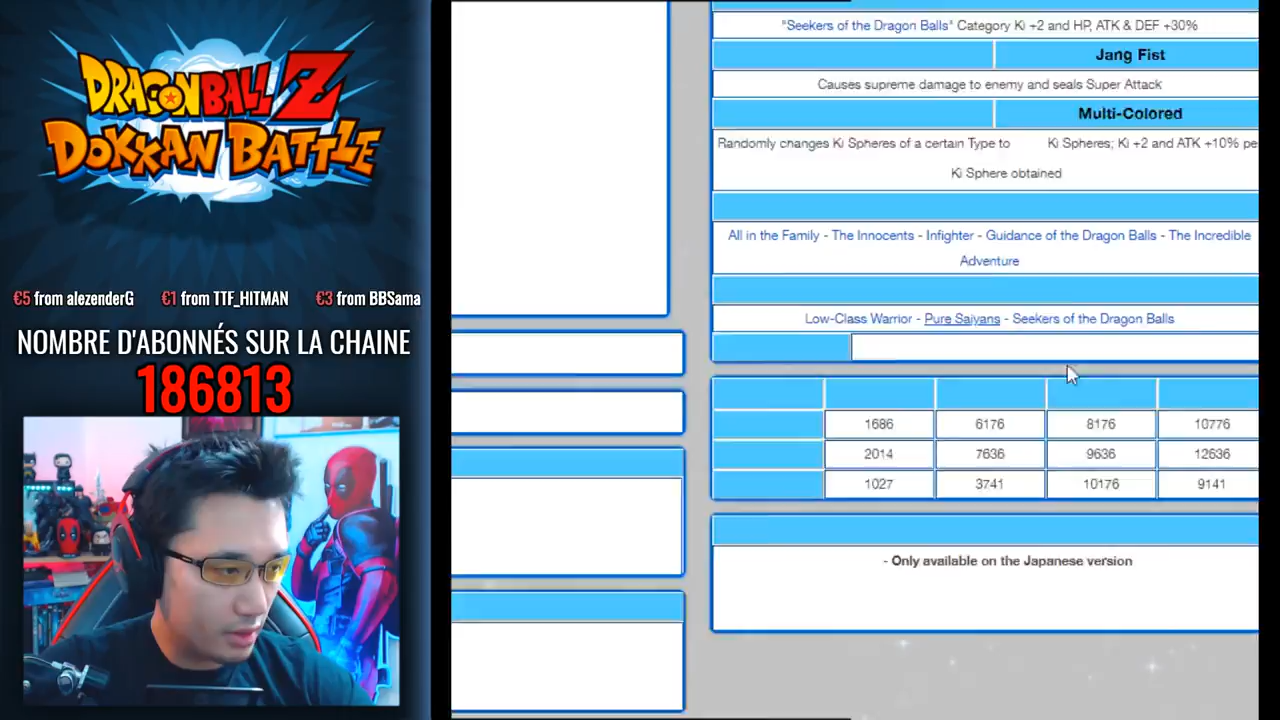 DRAGONBALL Z
DOKKAN BATTLE
€5 from alezenderG €1 from TTF_HITMAN €3 from BBSama
NOMBRE D'ABONNÉS SUR LA CHAINE
186813
"Seekers of the Dragon Balls" Category Ki +2 and HP, ATK & DEF +30%
Jang Fist
Causes supreme damage to enemy and seals Super Attack
Multi-Colored
Randomly changes Ki Spheres of a certain Type to Ki Spheres; Ki +2 and ATK +10% pe
Ki Sphere obtained
All in the Family - The Innocents - Infighter - Guidance of the Dragon Balls - The Incredible
Adventure
Low-Class Warrior - Pure Saiyans - Seekers of the Dragon Balls
1686 6176 8176 10776
2014 7636 9636 12636
1027 3741 10176 9141
- Only available on the Japanese version